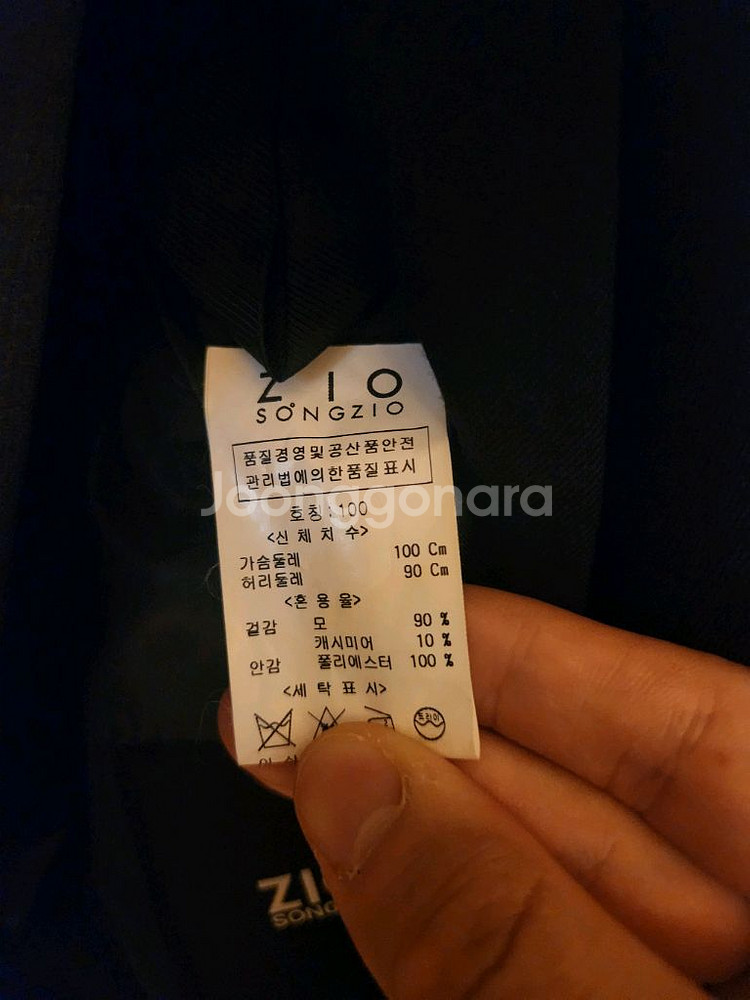 ZIO
SONGZIO
품질경영및공산품안전
관리법에의한품질표시
Joonggonara
호칭:100
<신 체 치 수>
가슴둘레 100 Cm
허리둘레 90 Cm
<혼 용 율>
겉감 모 90 %
캐시미어 10 %
안감 폴리에스터 100 %
<세 탁 표 시>
드라이